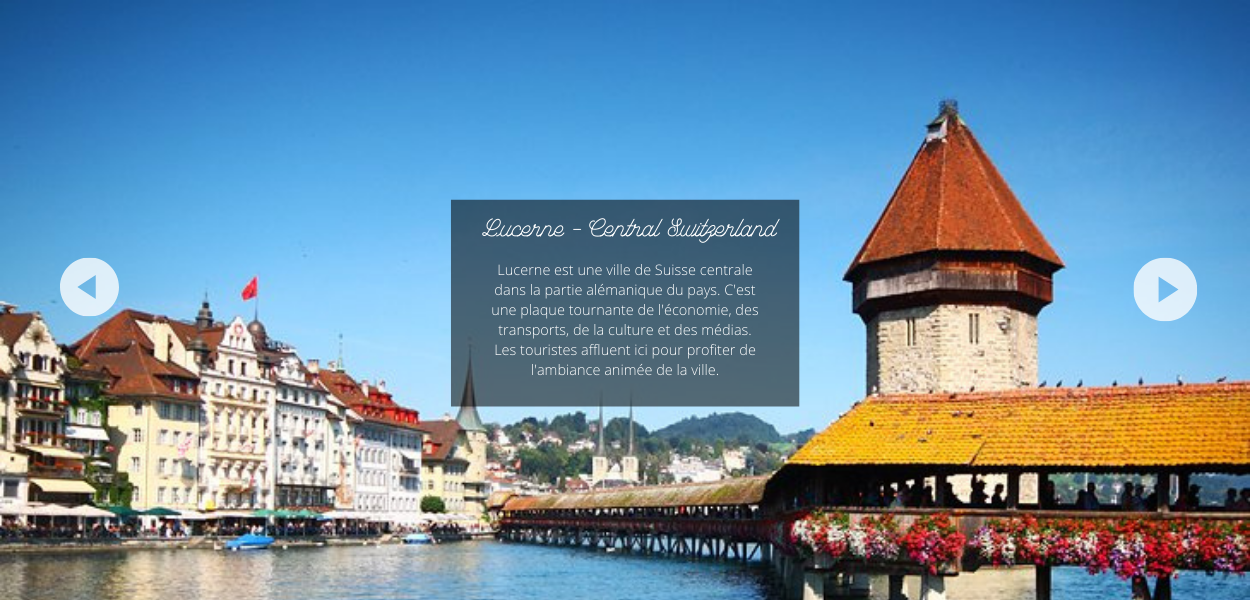 Lucerne - Central Switzerland
Lucerne est une ville de Suisse centrale
dans la partie alémanique du pays. C'est
une plaque tournante de l'économie, des
transports, de la culture et des médias.
Les touristes affluent ici pour profiter de
l'ambiance animée de la ville.